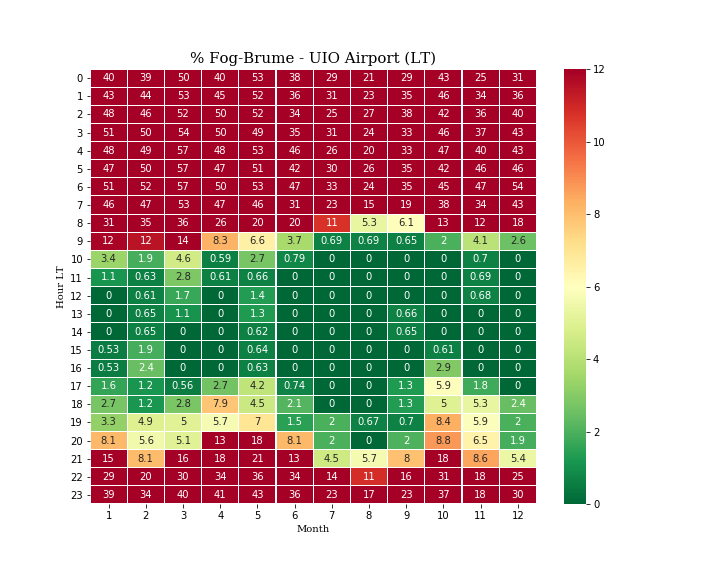 % Fog-Brume - UIO Airport (LT)
0 40 39 50 40 53 38 29 21 29 43 25 31
1 43 44 53 45 52 36 31 23 35 46 34 36
2 48 46 52 50 52 34 25 27 38 42 36 40
3 51 50 54 50 49 35 31 24 33 46 37 43
4 48 49 57 48 53 46 26 20 33 47 40 43
5 47 50 57 47 51 42 30 26 35 42 46 46
6 51 52 57 50 53 47 33 24 35 45 47 54
7 46 47 53 47 46 31 23 15 19 38 34 43
8 31 35 36 26 20 20 11 5.3 6.1 13 12 18
9 12 12 14 8.3 6.6 3.7 0.69 0.69 0.65 2 4.1 2.6
10 3.4 1.9 4.6 0.59 2.7 0.79 0 0 0 0 0.7 0
11 1.1 0.63 2.8 0.61 0.66 0 0 0 0 0 0.69 0
12 0 0.61 1.7 0 1.4 0 0 0 0 0 0.68 0
13 0 0.65 1.1 0 1.3 0 0 0 0.66 0 0 0
14 0 0.65 0 0 0.62 0 0 0 0.65 0 0 0
15 0.53 1.9 0 0 0.64 0 0 0 0 0.61 0 0
16 0.53 2.4 0 0 0.63 0 0 0 0 2.9 0 0
17 1.6 1.2 0.56 2.7 4.2 0.74 0 0 1.3 5.9 1.8 0
18 2.7 1.2 2.8 7.9 4.5 2.1 0 0 1.3 5 5.3 2.4
19 3.3 4.9 5 5.7 7 1.5 2 0.67 0.7 8.4 5.9 2
20 8.1 5.6 5.1 13 18 8.1 2 0 2 8.8 6.5 1.9
21 15 8.1 16 18 21 13 4.5 5.7 8 18 8.6 5.4
22 29 20 30 34 36 34 14 11 16 31 18 25
23 39 34 40 41 43 36 23 17 23 37 18 30
1 2 3 4 5 6 7 8 9 10 11 12
Month
Hour LT
12
10
8
6
4
2
0